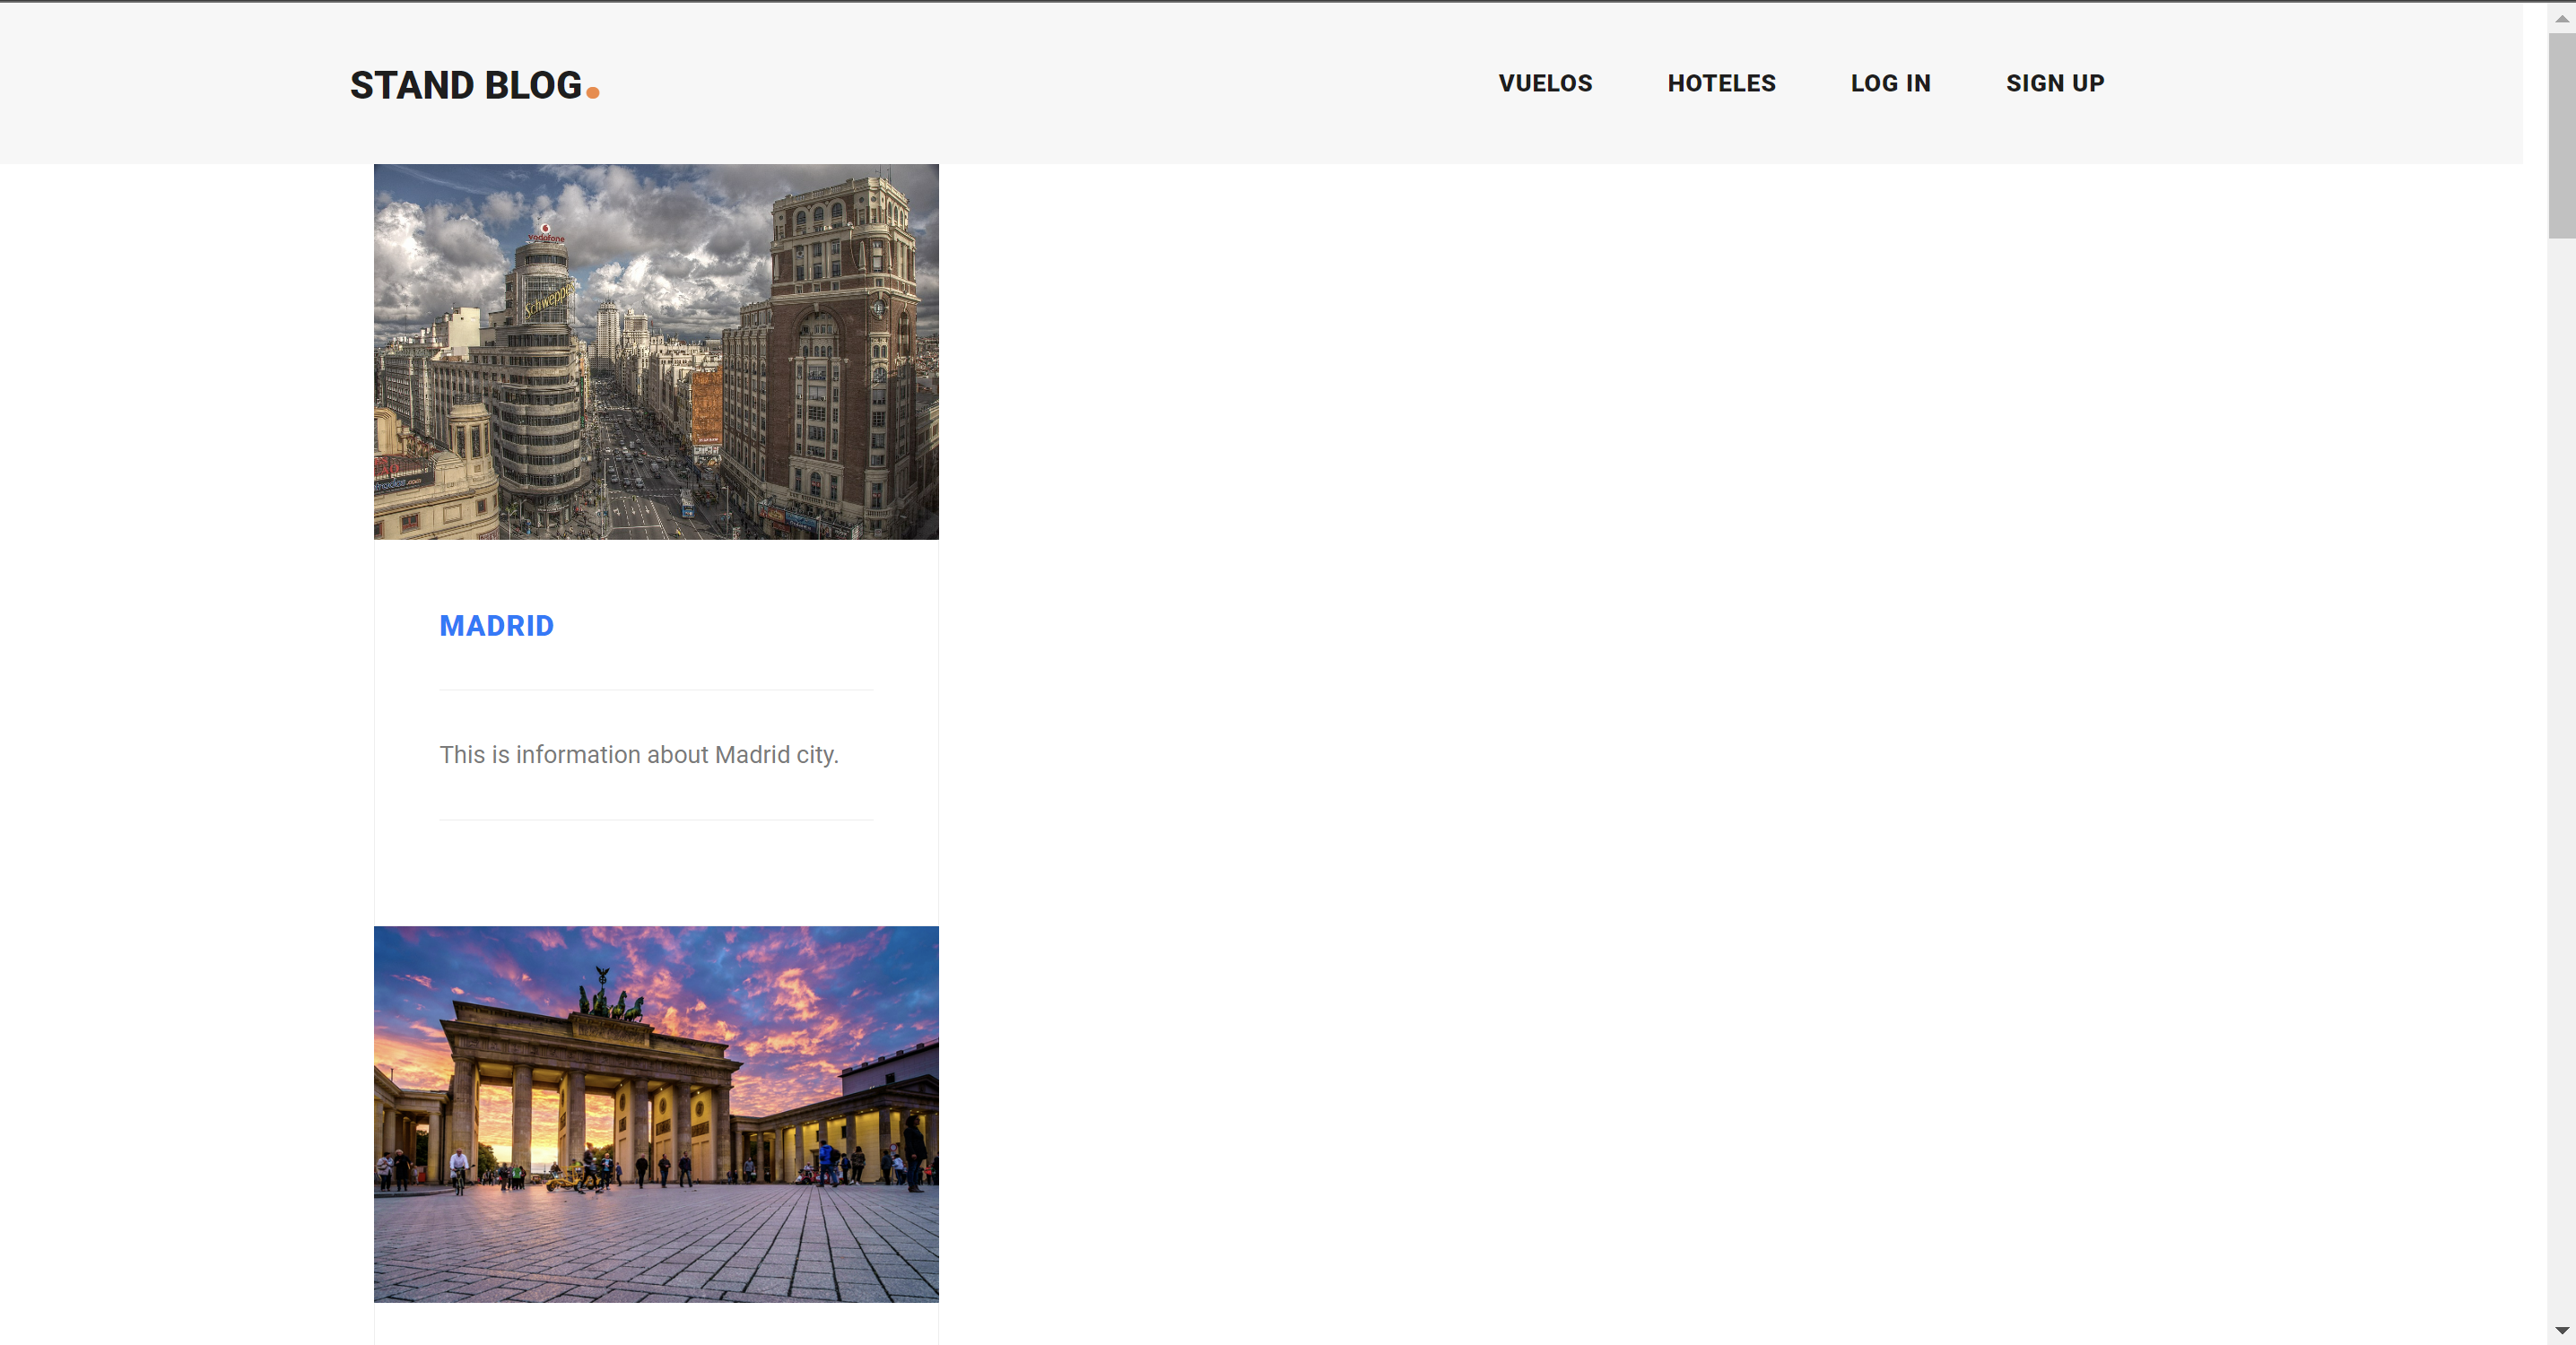 STAND BLOG.
VUELOS HOTELES LOG IN SIGN UP
vodafone
Schweppes
MADRID
This is information about Madrid city.